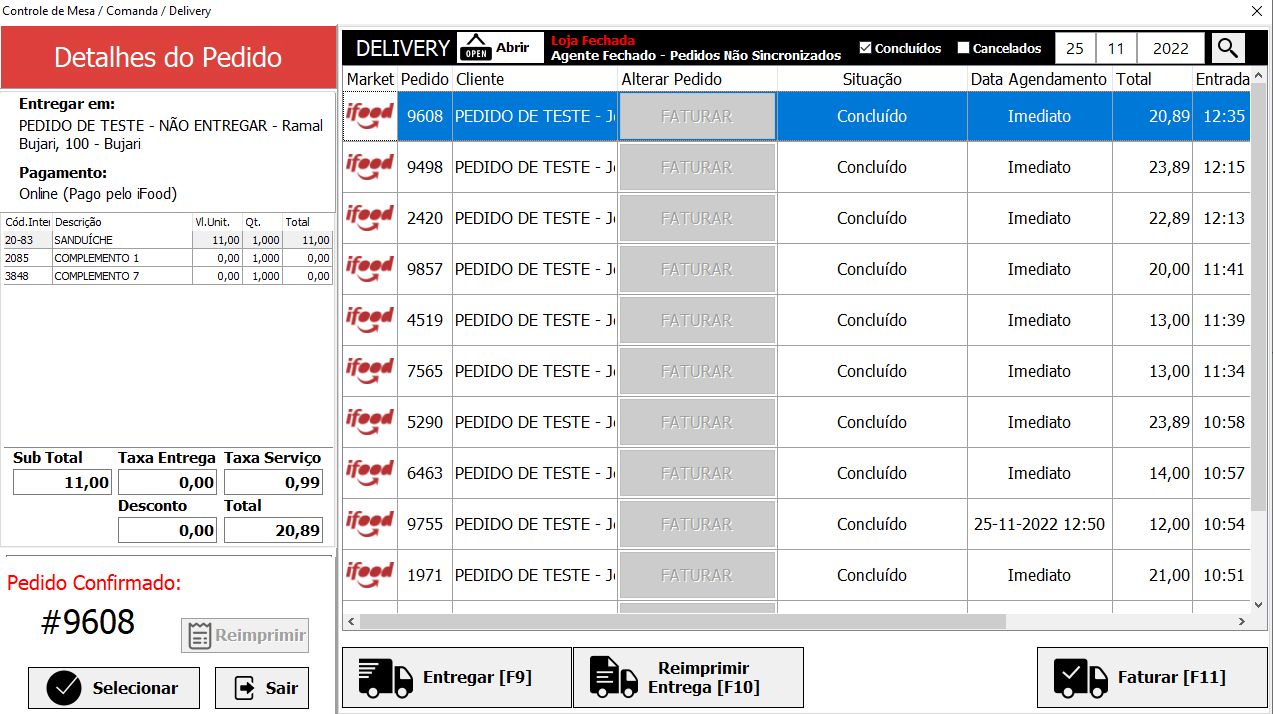 Controle de Mesa / Comanda / Delivery
Detalhes do Pedido
Entregar em:
PEDIDO DE TESTE - NÃO ENTREGAR - Ramal
Bujari, 100 - Bujari
Pagamento:
Online (Pago pelo iFood)
Cód.Inter Descrição Vl.Unit. Qt. Total
20-83 SANDUÍCHE 11,00 1,000 11,00
2085 COMPLEMENTO 1 0,00 1,000 0,00
3848 COMPLEMENTO 7 0,00 1,000 0,00
Sub Total Taxa Entrega Taxa Serviço
11,00 0,00 0,99
Desconto Total
0,00 20,89
Pedido Confirmado:
#9608
Reimprimir
Selecionar Sair
DELIVERY OPEN Abrir
Loja Fechada
Agente Fechado - Pedidos Não Sincronizados
Concluídos Cancelados 25 11 2022
Market Pedido Cliente Alterar Pedido Situação Data Agendamento Total Entrada
ifood 9608 PEDIDO DE TESTE - Jo FATURAR Concluído Imediato 20,89 12:35
ifood 9498 PEDIDO DE TESTE - Jo FATURAR Concluído Imediato 23,89 12:15
ifood 2420 PEDIDO DE TESTE - Jo FATURAR Concluído Imediato 22,89 12:13
ifood 9857 PEDIDO DE TESTE - Jo FATURAR Concluído Imediato 20,00 11:41
ifood 4519 PEDIDO DE TESTE - Jo FATURAR Concluído Imediato 13,00 11:39
ifood 7565 PEDIDO DE TESTE - Jo FATURAR Concluído Imediato 13,00 11:34
ifood 5290 PEDIDO DE TESTE - Jo FATURAR Concluído Imediato 23,89 10:58
ifood 6463 PEDIDO DE TESTE - Jo FATURAR Concluído Imediato 14,00 10:57
ifood 9755 PEDIDO DE TESTE - Jo FATURAR Concluído 25-11-2022 12:50 12,00 10:54
ifood 1971 PEDIDO DE TESTE - Jo FATURAR Concluído Imediato 21,00 10:51
Entregar [F9]
Reimprimir
Entrega [F10]
Faturar [F11]